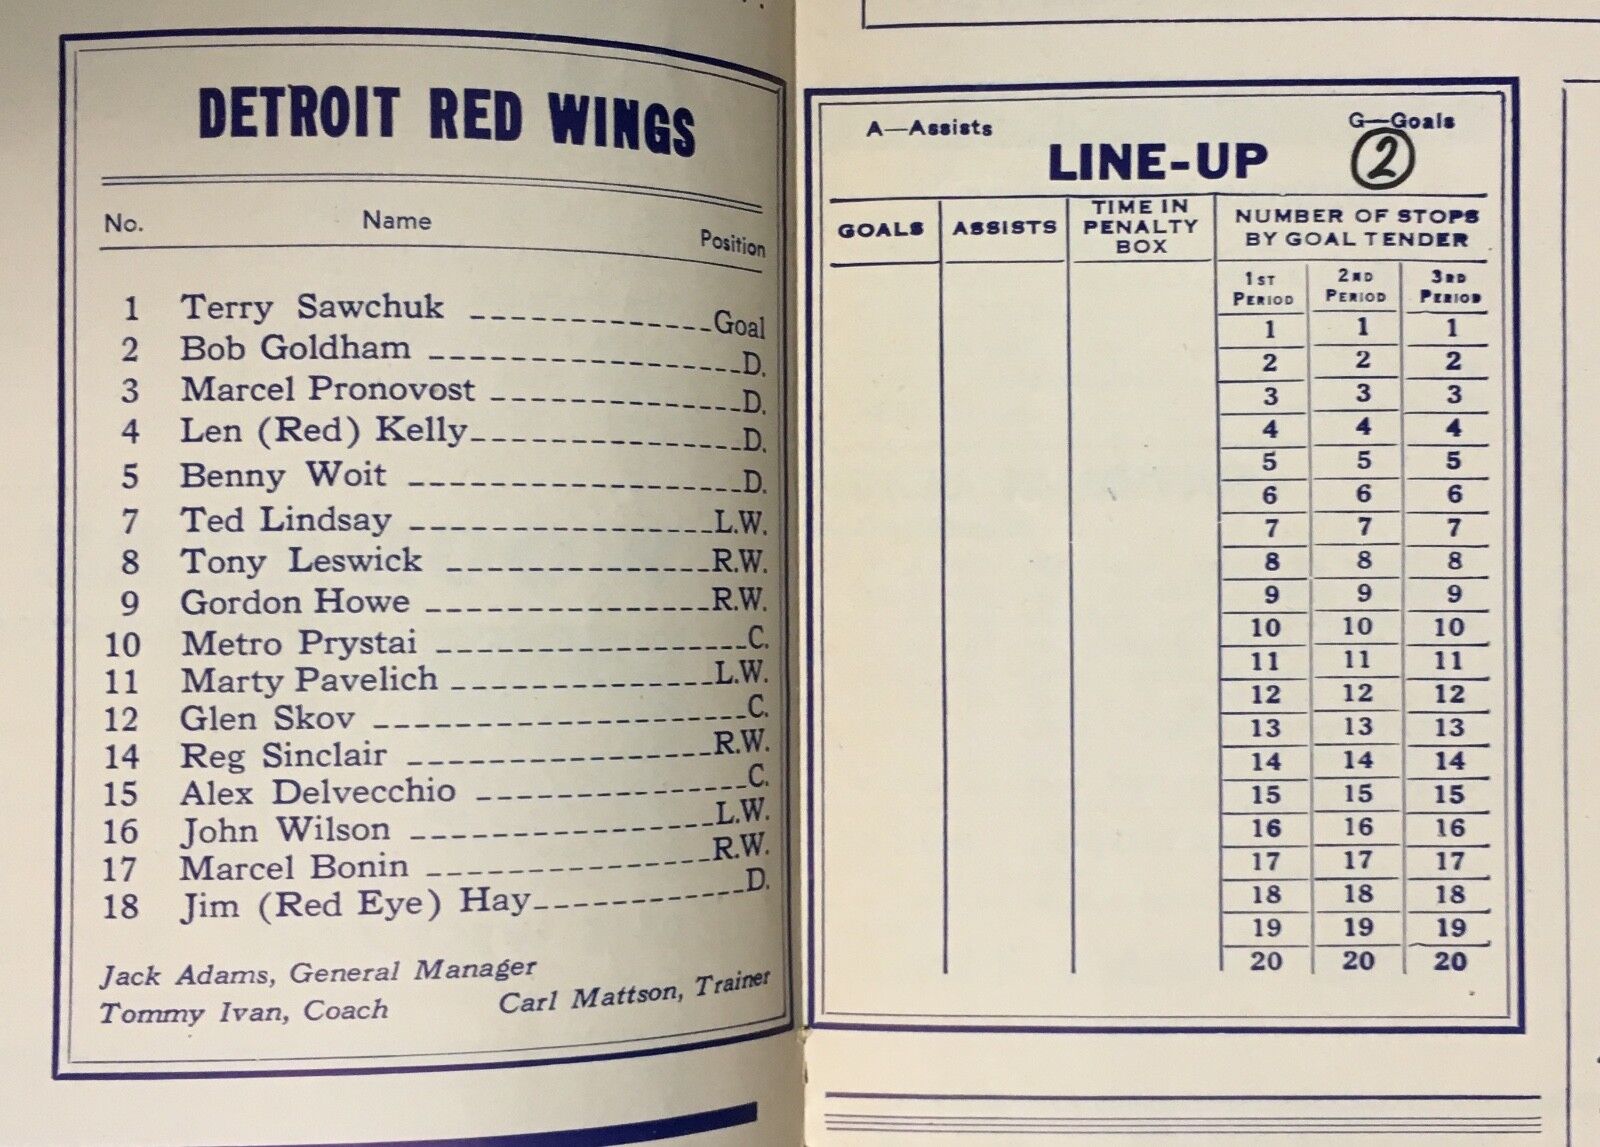 DETROIT RED WINGS
No. Name Position
1 Terry Sawchuk Goal
2 Bob Goldham D.
3 Marcel Pronovost D.
4 Len (Red) Kelly D.
5 Benny Woit D.
7 Ted Lindsay L.W.
8 Tony Leswick R.W.
9 Gordon Howe R.W.
10 Metro Prystai C.
11 Marty Pavelich L.W.
12 Glen Skov C.
14 Reg Sinclair R.W.
15 Alex Delvecchio C.
16 John Wilson L.W.
17 Marcel Bonin R.W.
18 Jim (Red Eye) Hay D.
Jack Adams, General Manager
Tommy Ivan, Coach Carl Mattson, Trainer
A—Assists G—Goals
LINE-UP 2
GOALS ASSISTS TIME IN PENALTY BOX NUMBER OF STOPS BY GOAL TENDER
1ST PERIOD 2ND PERIOD 3RD PERIOD
1 1 1
2 2 2
3 3 3
4 4 4
5 5 5
6 6 6
7 7 7
8 8 8
9 9 9
10 10 10
11 11 11
12 12 12
13 13 13
14 14 14
15 15 15
16 16 16
17 17 17
18 18 18
19 19 19
20 20 20